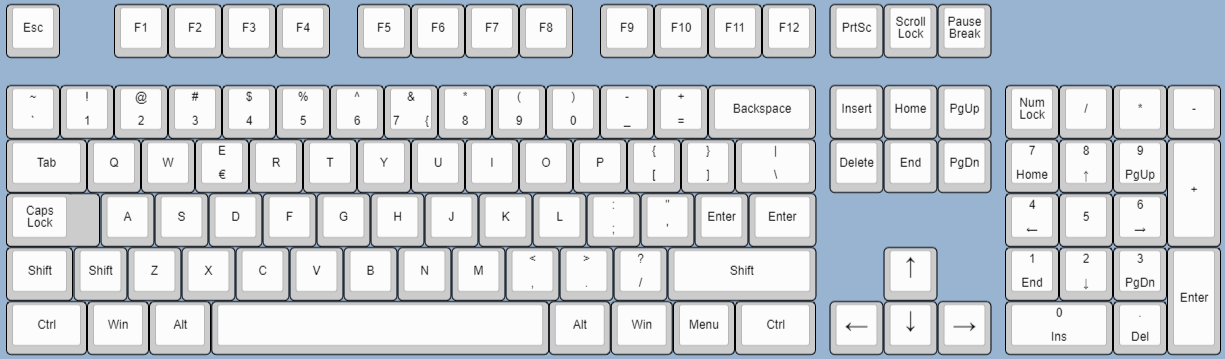 Esc F1 F2 F3 F4 F5 F6 F7 F8 F9 F10 F11 F12 PrtSc Scroll Lock Pause Break
~ ! @ # $ % ^ & * ( ) - + Backspace Insert Home PgUp Num Lock / * -
` 1 2 3 4 5 6 7 { 8 9 0 _ =
Tab Q W E R T Y U I O P { } | Delete End PgDn 7 8 9 +
€ [ ] \ Home ↑ PgUp
Caps Lock A S D F G H J K L : " Enter Enter 4 5 6
; ' ← →
Shift Shift Z X C V B N M < > ? Shift ↑ 1 2 3 Enter
, . / End ↓ PgDn
Ctrl Win Alt Alt Win Menu Ctrl ← ↓ → 0 .
Ins Del